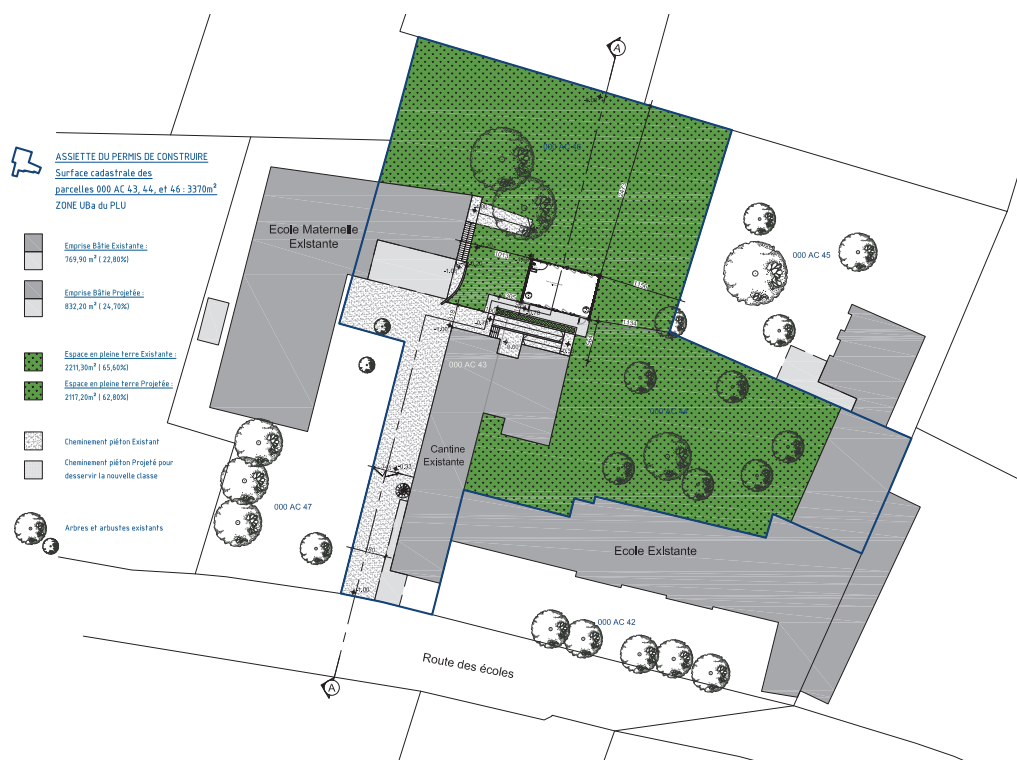 A
ASSIETTE DU PERMIS DE CONSTRUIRE
Surface cadastrale des
parcelles 000 AC 43, 44, et 46 : 3370m²
ZONE UBa du PLU
Emprise Bâtie Existante :
769,90 m² ( 22,80%)
Emprise Bâtie Projetée :
832,20 m² ( 24,70%)
Espace en pleine terre Existante :
2211,30m² ( 65,60%)
Espace en pleine terre Projetée :
2117,20m² ( 62,80%)
Cheminement piéton Existant
Cheminement piéton Projeté pour
desservir la nouvelle classe
Arbres et arbustes existants
Ecole Maternelle
Existante
000 AC 45
000 AC 43
Cantine
Existante
000 AC 47
Ecole Existante
000 AC 42
Route des écoles
A